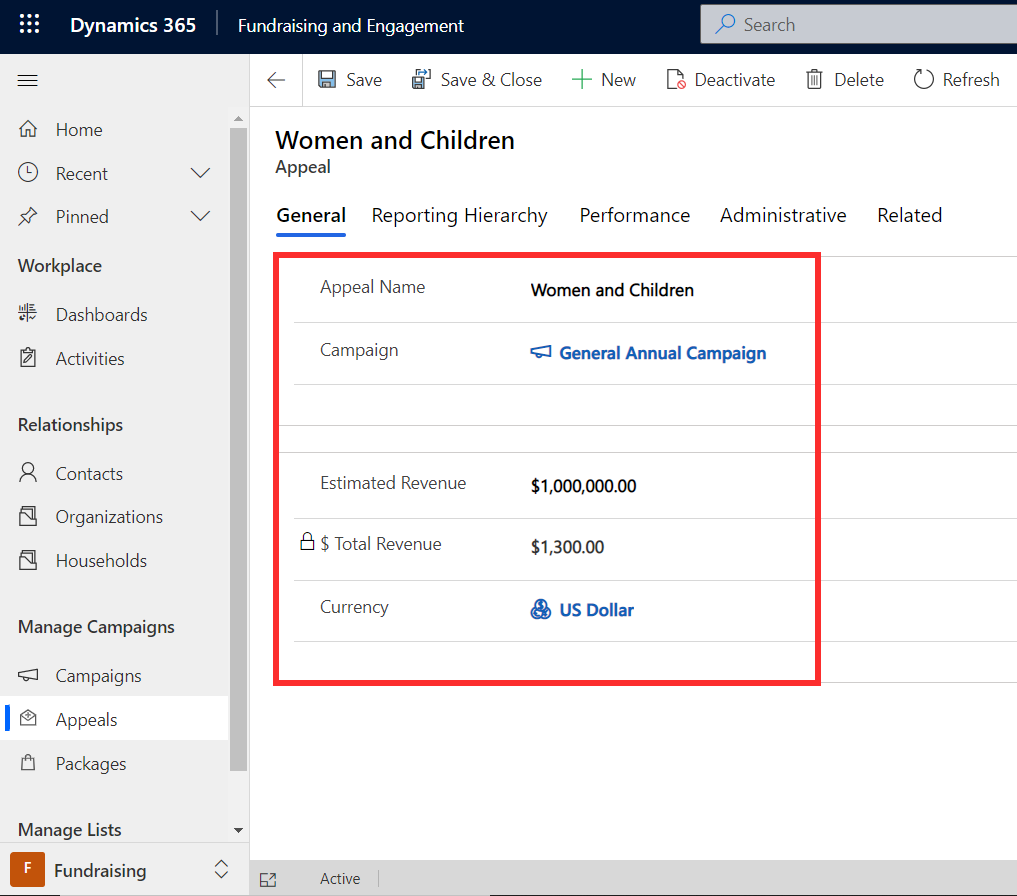 Dynamics 365 Fundraising and Engagement Search
Save Save & Close New Deactivate Delete Refresh
Home
Recent
Pinned
Workplace
Dashboards
Activities
Relationships
Contacts
Organizations
Households
Manage Campaigns
Campaigns
Appeals
Packages
Manage Lists
F Fundraising
Women and Children
Appeal
General Reporting Hierarchy Performance Administrative Related
Appeal Name Women and Children
Campaign General Annual Campaign
Estimated Revenue $1,000,000.00
$ Total Revenue $1,300.00
Currency US Dollar
Active